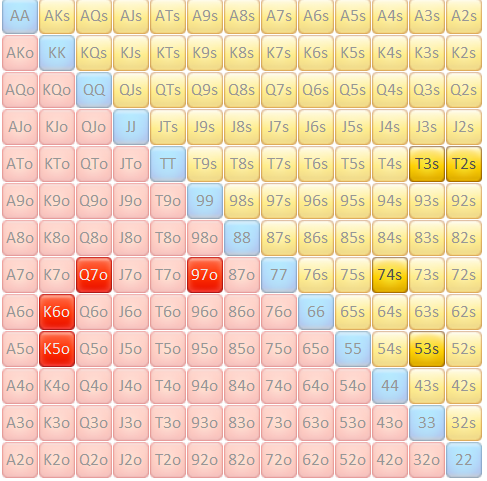 AA AKs AQs AJs ATs A9s A8s A7s A6s A5s A4s A3s A2s
AKo KK KQs KJs KTs K9s K8s K7s K6s K5s K4s K3s K2s
AQo KQo QQ QJs QTs Q9s Q8s Q7s Q6s Q5s Q4s Q3s Q2s
AJo KJo QJo JJ JTs J9s J8s J7s J6s J5s J4s J3s J2s
ATo KTo QTo JTo TT T9s T8s T7s T6s T5s T4s T3s T2s
A9o K9o Q9o J9o T9o 99 98s 97s 96s 95s 94s 93s 92s
A8o K8o Q8o J8o T8o 98o 88 87s 86s 85s 84s 83s 82s
A7o K7o Q7o J7o T7o 97o 87o 77 76s 75s 74s 73s 72s
A6o K6o Q6o J6o T6o 96o 86o 76o 66 65s 64s 63s 62s
A5o K5o Q5o J5o T5o 95o 85o 75o 65o 55 54s 53s 52s
A4o K4o Q4o J4o T4o 94o 84o 74o 64o 54o 44 43s 42s
A3o K3o Q3o J3o T3o 93o 83o 73o 63o 53o 43o 33 32s
A2o K2o Q2o J2o T2o 92o 82o 72o 62o 52o 42o 32o 22